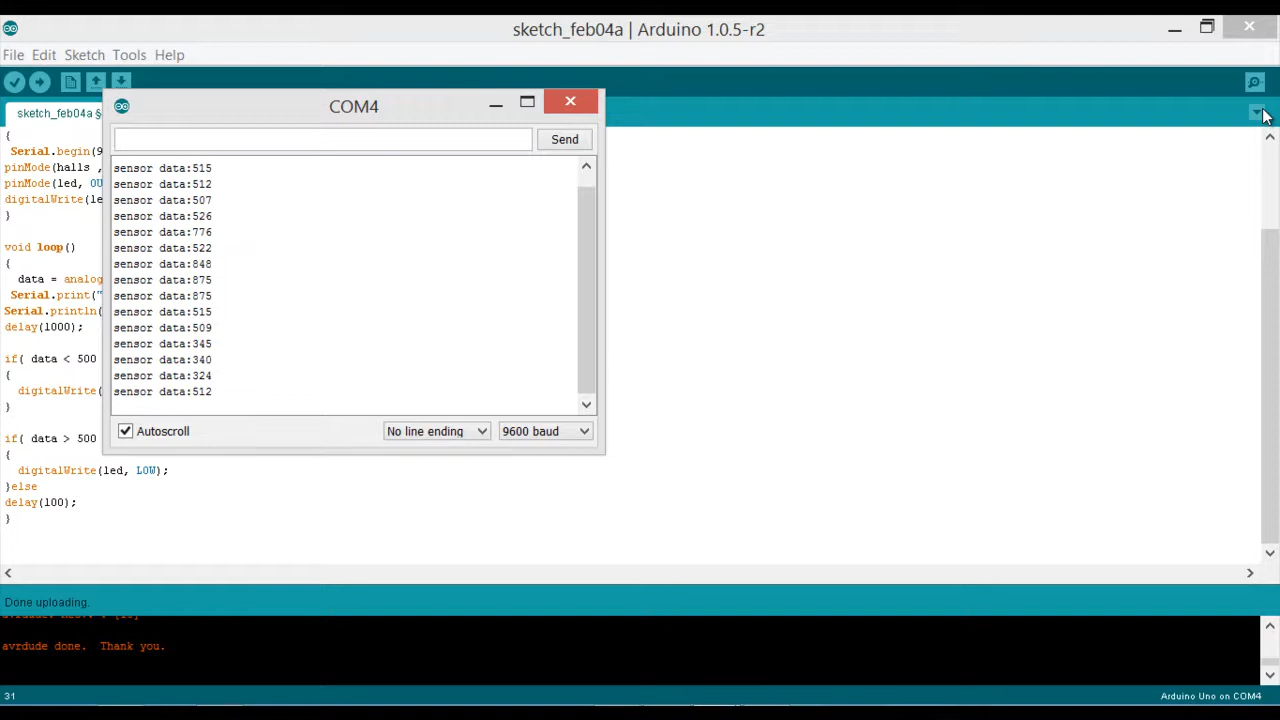 sketch_feb04a | Arduino 1.0.5-r2
File Edit Sketch Tools Help
sketch_feb04a §
{
Serial.begin(9
pinMode(halls ,
pinMode(led, OU
digitalWrite(le
}
void loop()
{
data = analog
Serial.print("
Serial.println(
delay(1000);
if( data < 500
{
digitalWrite(
}
if( data > 500
{
digitalWrite(led, LOW);
}else
delay(100);
}
COM4
Send
sensor data:515
sensor data:512
sensor data:507
sensor data:526
sensor data:776
sensor data:522
sensor data:848
sensor data:875
sensor data:875
sensor data:515
sensor data:509
sensor data:345
sensor data:340
sensor data:324
sensor data:512
Autoscroll
No line ending
9600 baud
Done uploading.
avrdude done. Thank you.
31
Arduino Uno on COM4